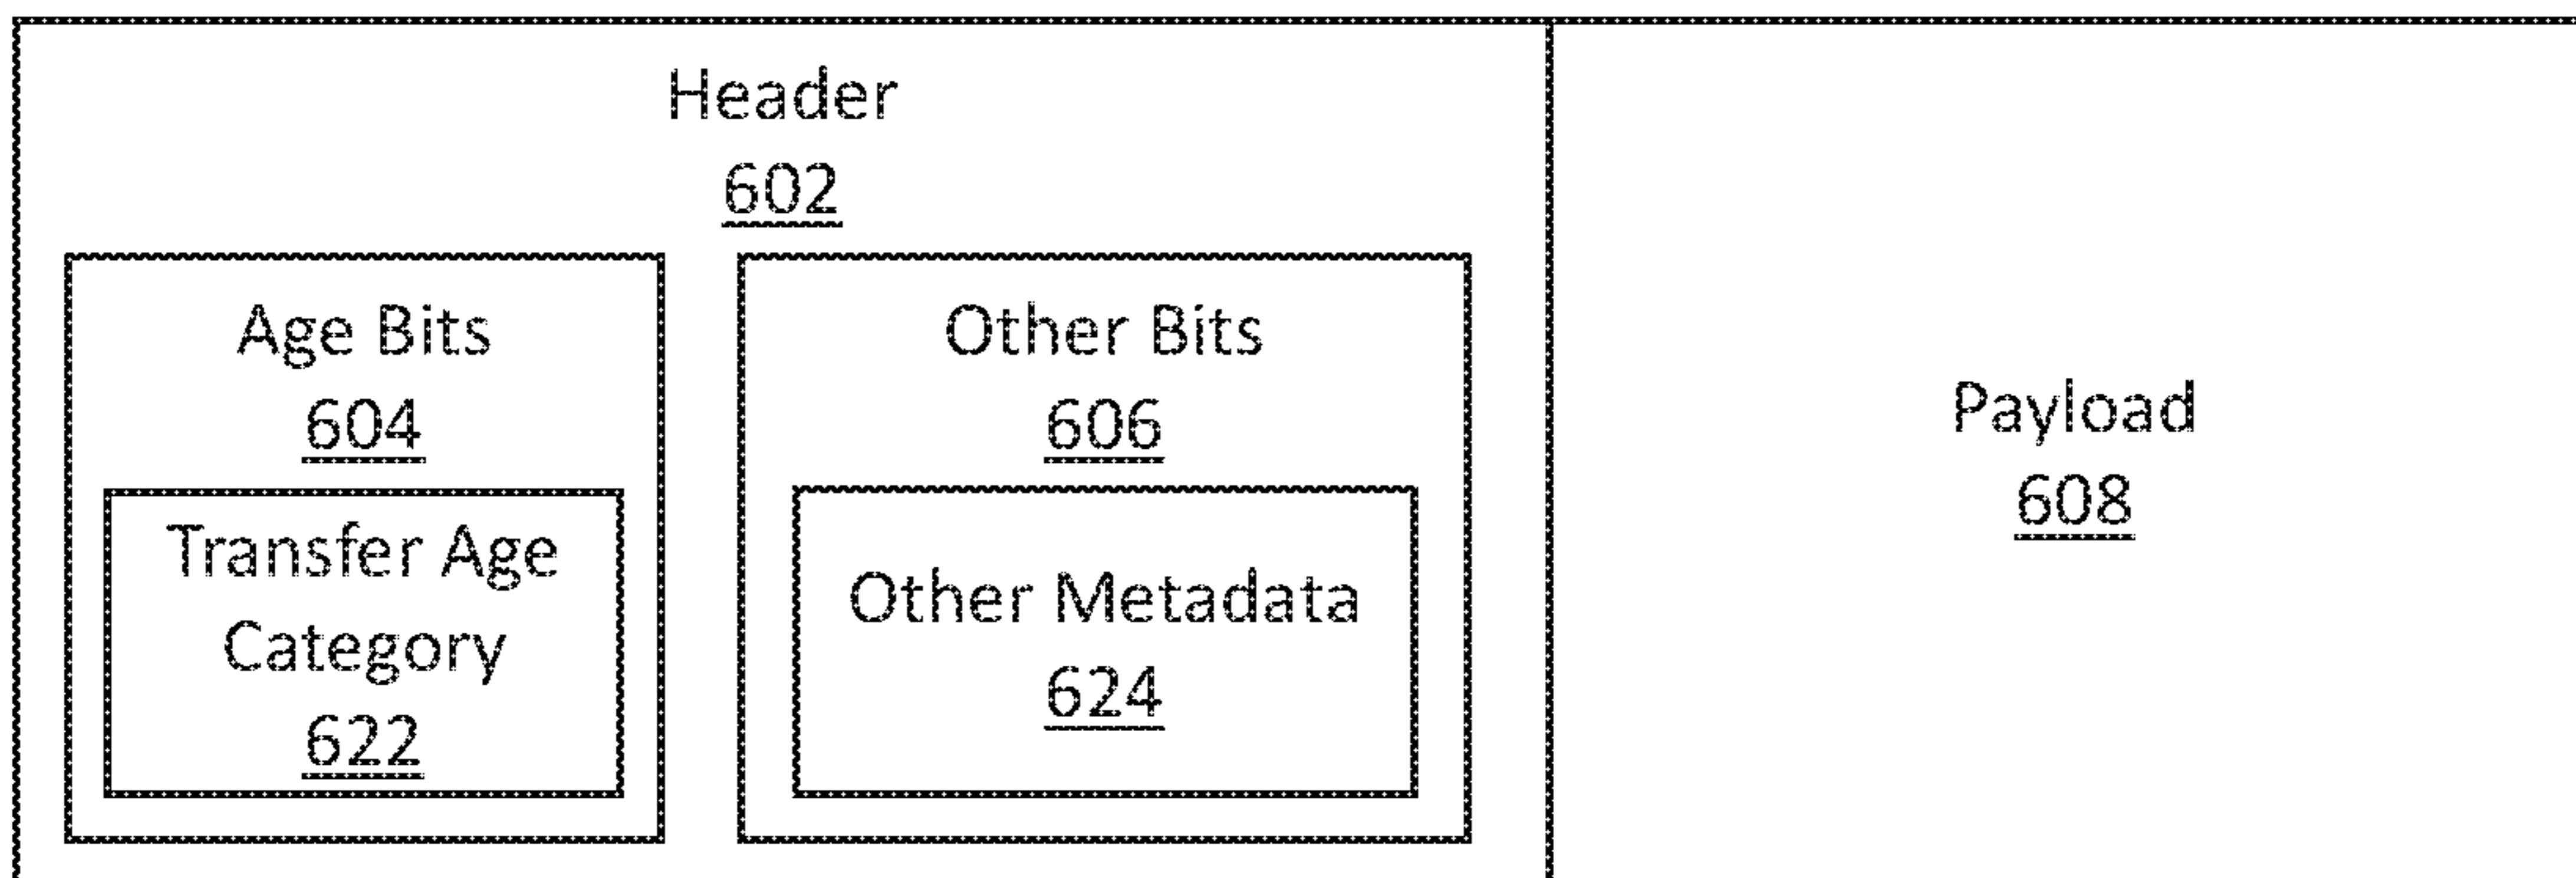 Header
602
Age Bits
604
Transfer Age
Category
622
Other Bits
606
Other Metadata
624
Payload
608